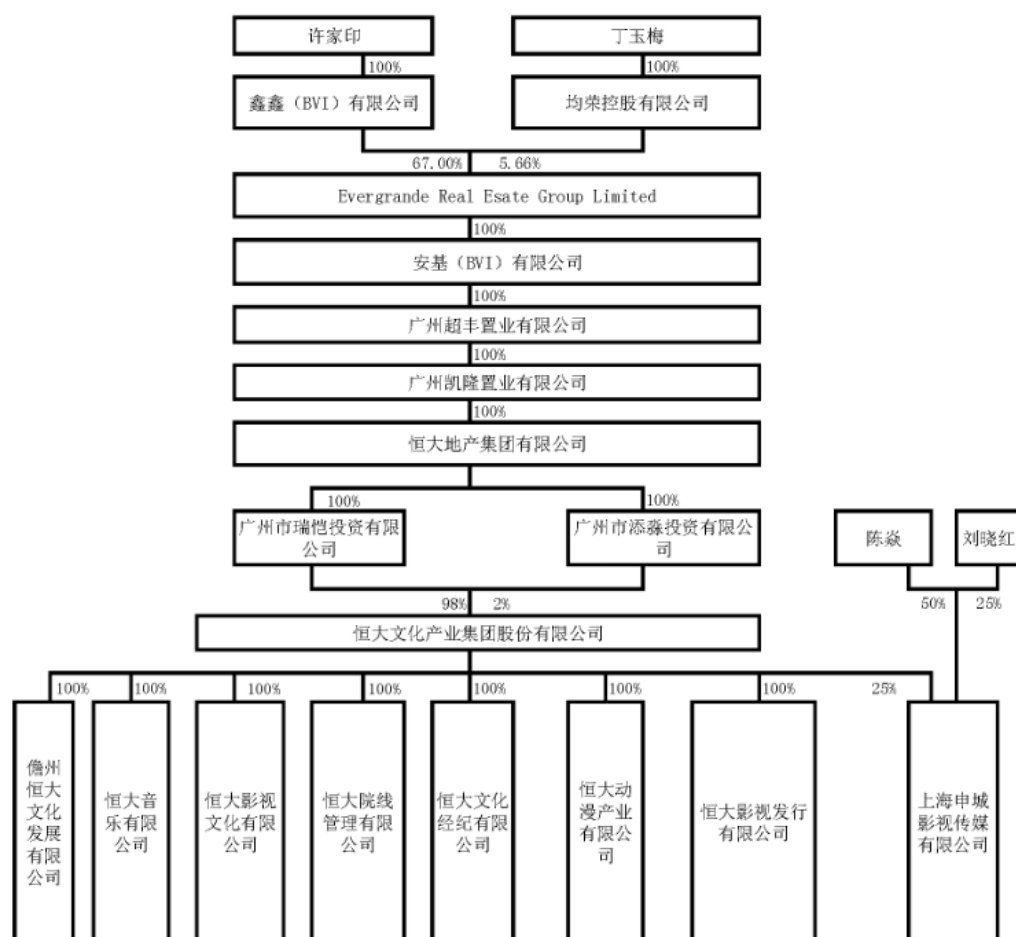 许家印
丁玉梅
100%
100%
鑫鑫（BVI）有限公司
均荣控股有限公司
67.00%
5.66%
Evergrande Real Esate Group Limited
100%
安基（BVI）有限公司
100%
广州超丰置业有限公司
100%
广州凯隆置业有限公司
100%
恒大地产集团有限公司
100%
100%
广州市瑞恺投资有限
公司
广州市添淼投资有限公
司
陈焱
刘晓红
98%
2%
50%
25%
恒大文化产业集团股份有限公司
100%
100%
100%
100%
100%
100%
100%
25%
儋州
恒大
文化
发展
有限
公司
恒大音
乐有限
公司
恒大影视
文化有限
公司
恒大院线
管理有限
公司
恒大文化
经纪有限
公司
恒大动
漫产业
有限公
司
恒大影视发行
有限公司
上海申城
影视传媒
有限公司